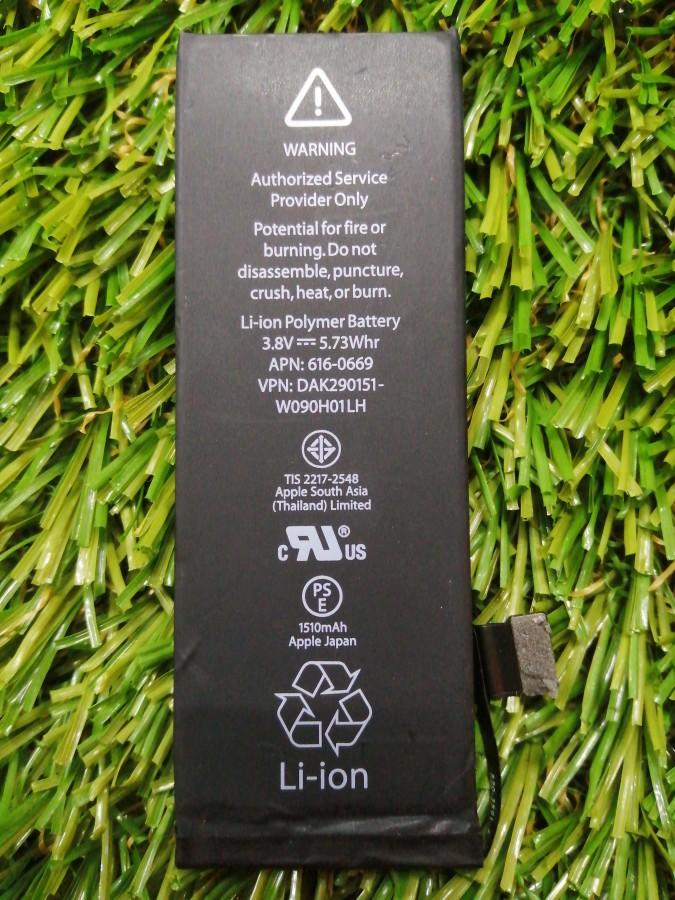 WARNING
Authorized Service
Provider Only
Potential for fire or
burning. Do not
disassemble, puncture,
crush, heat, or burn.
Li-ion Polymer Battery
3.8V ⎓ 5.73Whr
APN: 616-0669
VPN: DAK290151-
W090H01LH
TIS 2217-2548
Apple South Asia
(Thailand) Limited
c RU ® US
PS
E
1510mAh
Apple Japan
Li-ion